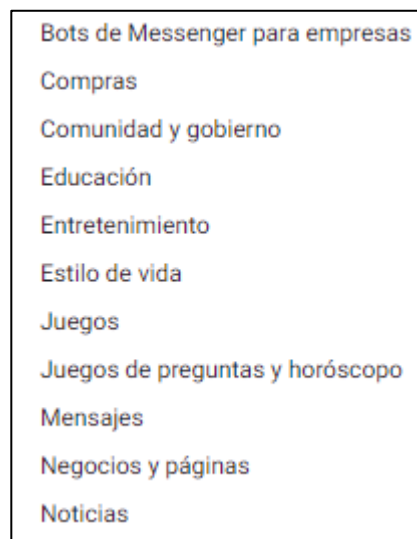 Bots de Messenger para empresas
Compras
Comunidad y gobierno
Educación
Entretenimiento
Estilo de vida
Juegos
Juegos de preguntas y horóscopo
Mensajes
Negocios y páginas
Noticias